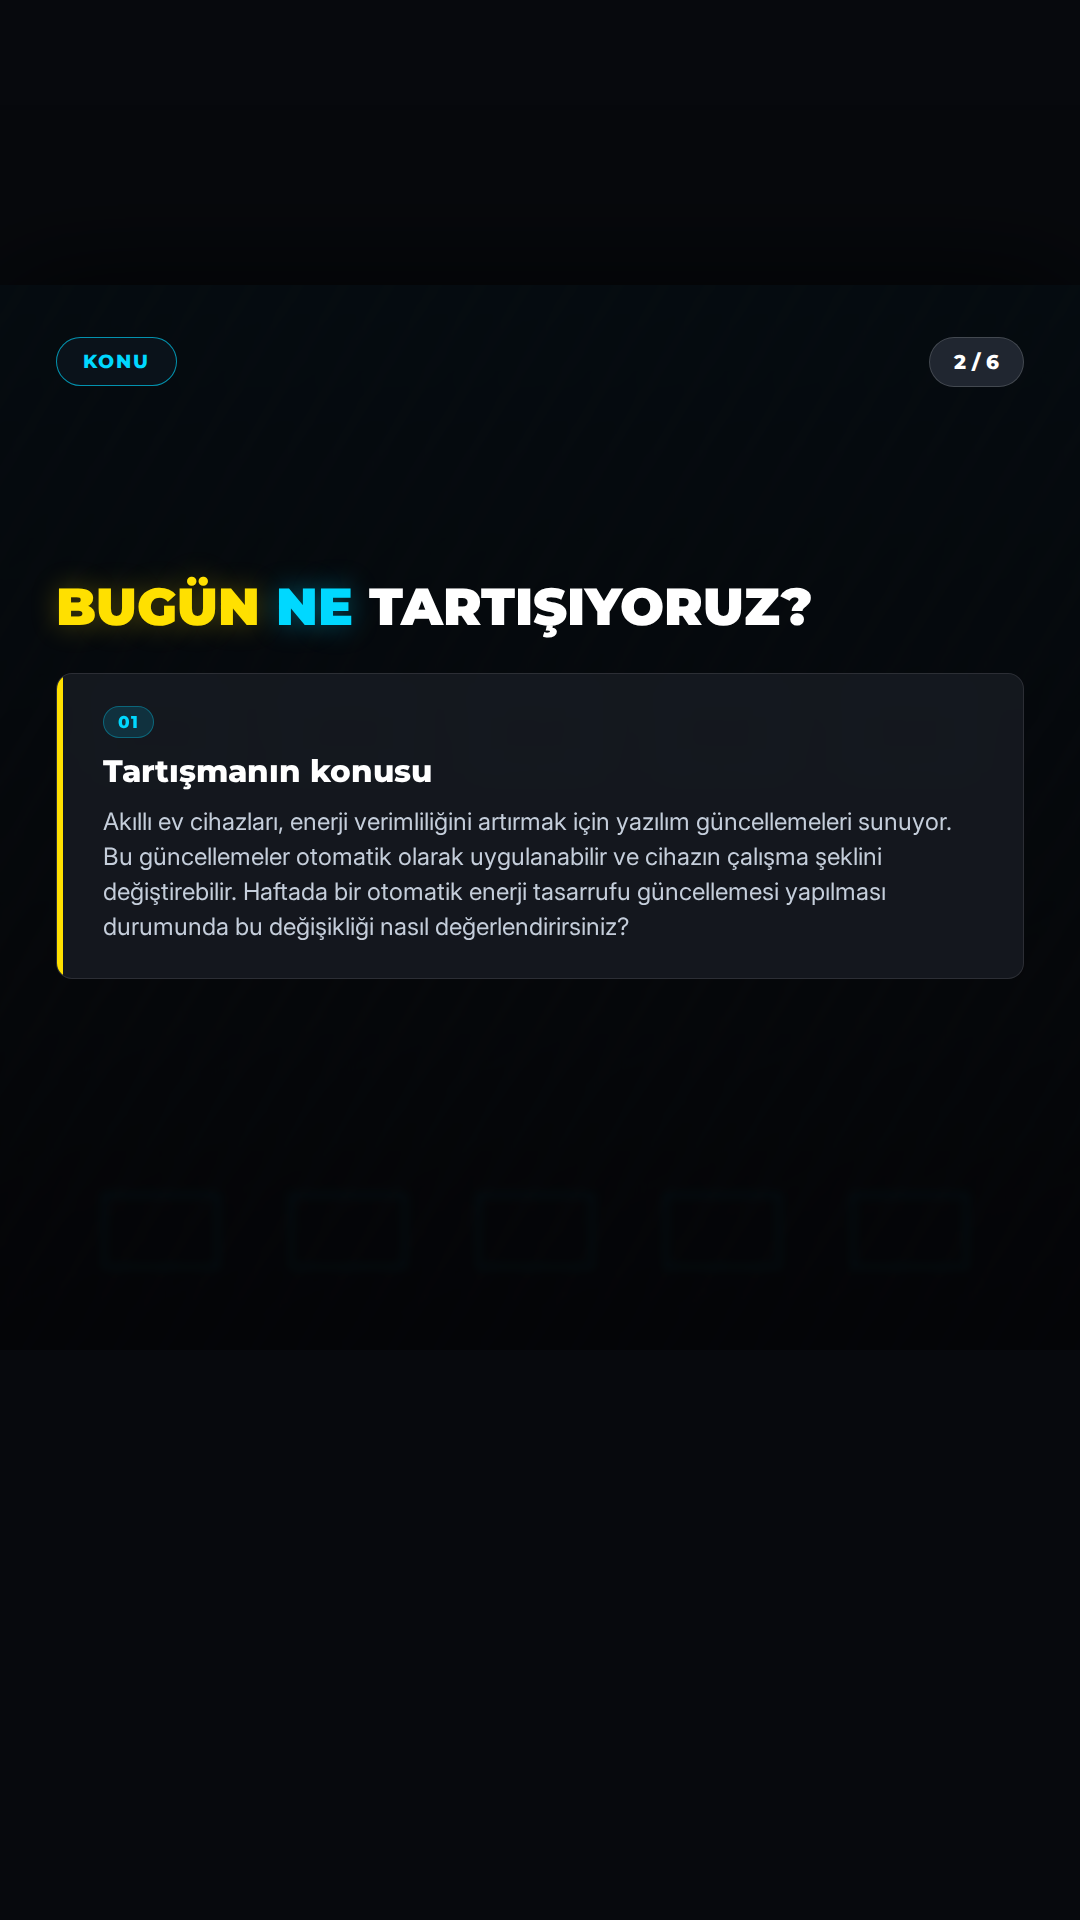 KONU
2 / 6
BUGÜN NE TARTIŞIYORUZ?
01
Tartışmanın konusu
Akıllı ev cihazları, enerji verimliliğini artırmak için yazılım güncellemeleri sunuyor.
Bu güncellemeler otomatik olarak uygulanabilir ve cihazın çalışma şeklini
değiştirebilir. Haftada bir otomatik enerji tasarrufu güncellemesi yapılması
durumunda bu değişikliği nasıl değerlendirirsiniz?